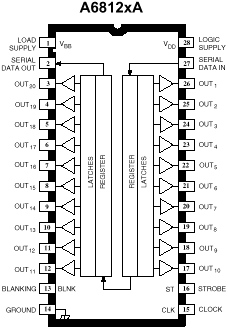 A6812xA
LOAD SUPPLY 1 VBB VDD 28 LOGIC SUPPLY
SERIAL DATA OUT 2 27 SERIAL DATA IN
OUT20 3 26 OUT1
OUT19 4 25 OUT2
OUT18 5 24 OUT3
OUT17 6 23 OUT4
OUT16 7 22 OUT5
OUT15 8 21 OUT6
OUT14 9 20 OUT7
OUT13 10 19 OUT8
OUT12 11 18 OUT9
OUT11 12 17 OUT10
LATCHES
REGISTER
REGISTER
LATCHES
BLANKING 13 BLNK ST 16 STROBE
GROUND 14 CLK 15 CLOCK